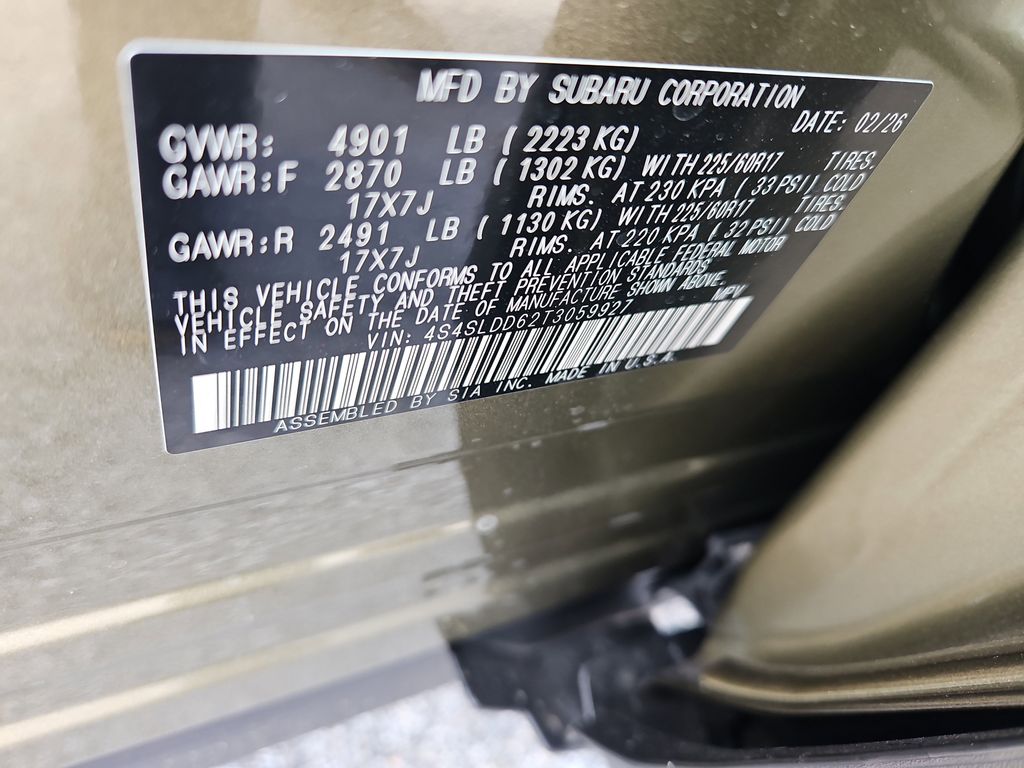 MFD BY SUBARU CORPORATION
DATE: 02/26
GVWR: 4901 LB (2223 KG)
GAWR:F 2870 LB (1302 KG) WITH 225/60R17 TIRES.
17X7J RIMS. AT 230 KPA (33 PSI) COLD
GAWR:R 2491 LB (1130 KG) WITH 225/60R17 TIRES.
17X7J RIMS. AT 220 KPA (32 PSI) COLD
THIS VEHICLE CONFORMS TO ALL APPLICABLE FEDERAL MOTOR
VEHICLE SAFETY AND THEFT PREVENTION STANDARDS
IN EFFECT ON THE DATE OF MANUFACTURE SHOWN ABOVE.
VIN: 4S4SLDD62T3059927 MPV
ASSEMBLED BY SIA INC. MADE IN U.S.A.